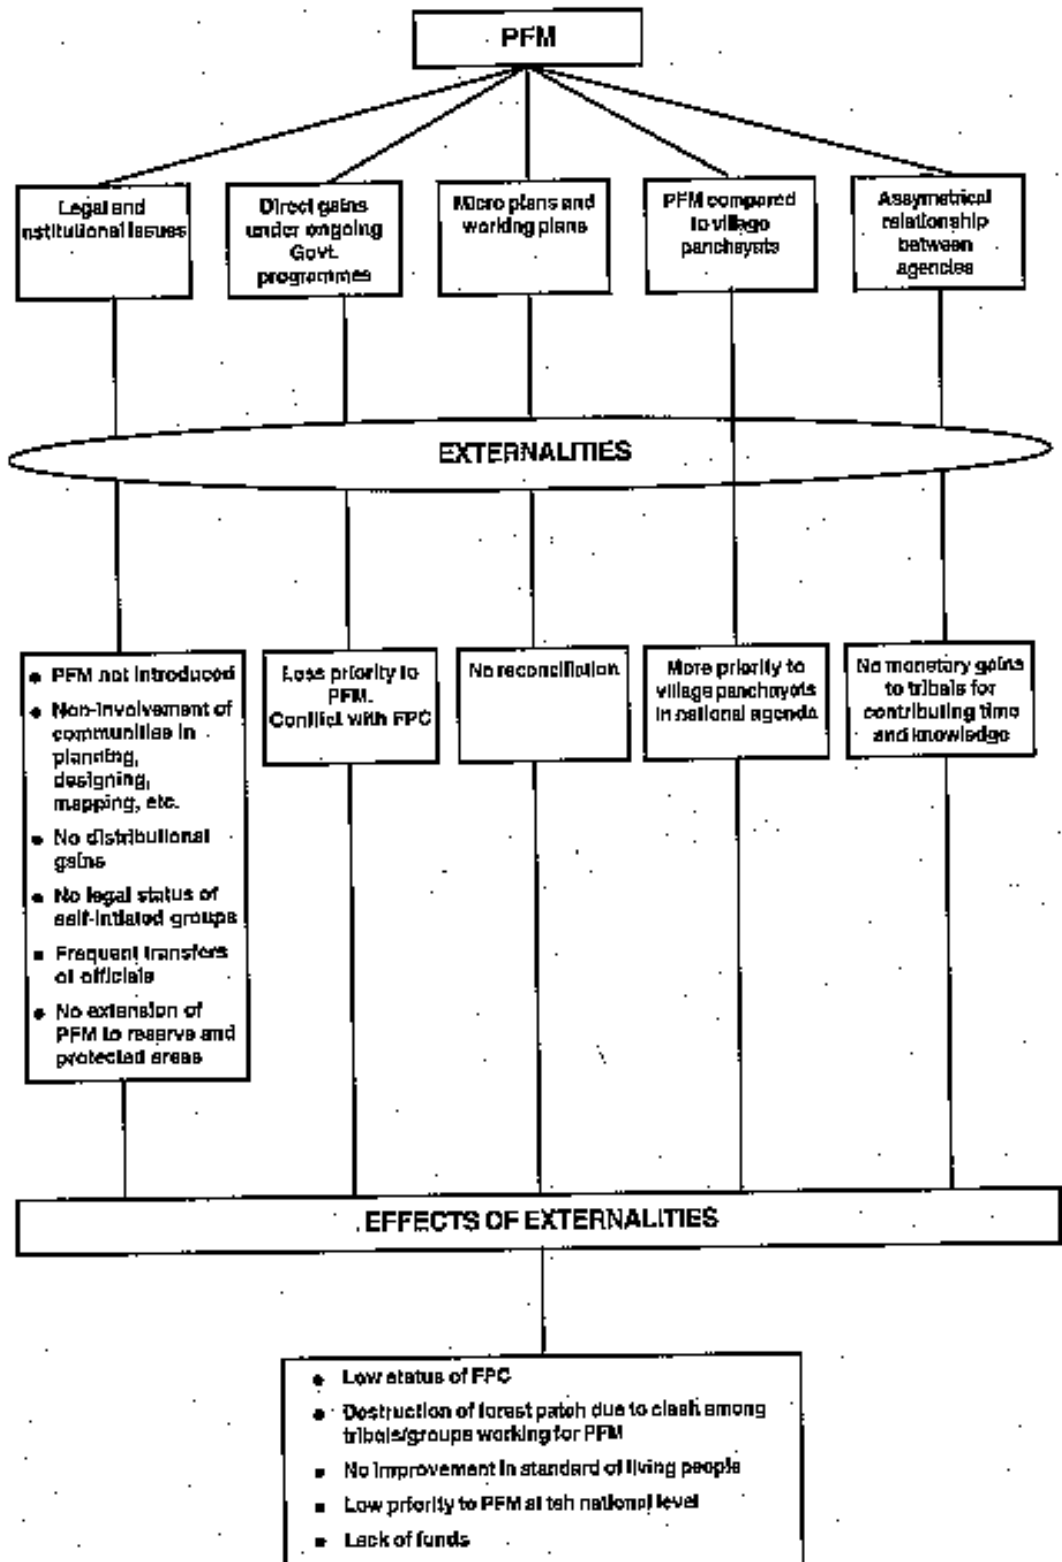 PFM
Legal and
nstitutional issues
Direct gains
under ongoing
Govt.
programmes
Micro plans and
working plans
PFM compared
to village
panchayats
Assymetrical
relationship
between
agencies
EXTERNALITIES
● PFM not introduced
● Non-involvement of
communities in
planning,
designing,
mapping, etc.
● No distributional
gains
● No legal status of
self-intiated groups
■ Frequent transfers
of officials
● No extension of
PFM to reserve and
protected areas
Less priority to
PFM.
Conflict with FPC
No reconciliation
More priority to
village panchayats
in national agenda
No monetary gains
to tribals for
contributing time
and knowledge
EFFECTS OF EXTERNALITIES
● Low status of FPC
● Destruction of forest patch due to clash among
tribals/groups working for PFM
■ No improvement in standard of living people
■ Low priority to PFM at teh national level
■ Lack of funds